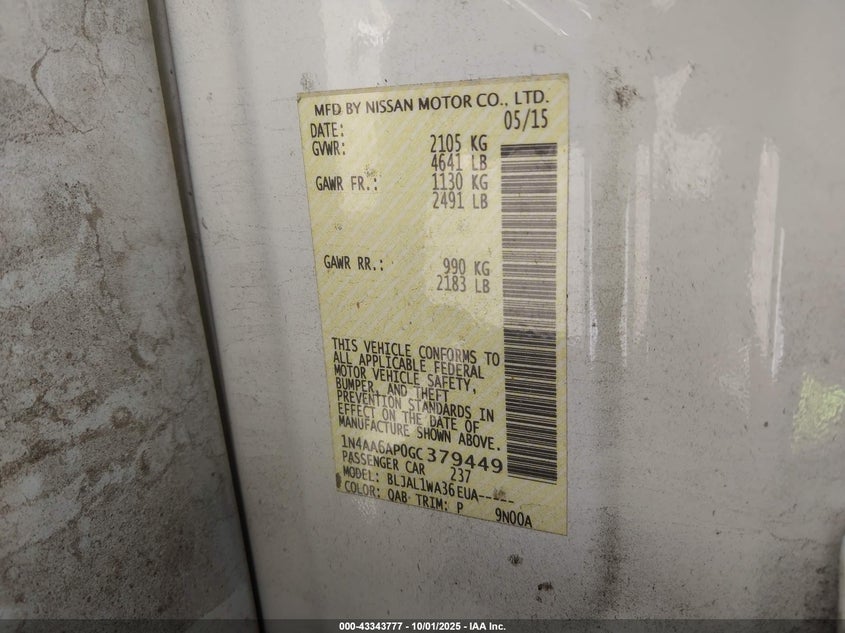 MFD BY NISSAN MOTOR CO., LTD.
DATE: 05/15
GVWR: 2105 KG
4641 LB
GAWR FR.: 1130 KG
2491 LB
GAWR RR.: 990 KG
2183 LB
THIS VEHICLE CONFORMS TO
ALL APPLICABLE FEDERAL
MOTOR VEHICLE SAFETY,
BUMPER, AND THEFT
PREVENTION STANDARDS IN
EFFECT ON THE DATE OF
MANUFACTURE SHOWN ABOVE.
1N4AA6AP0GC379449
PASSENGER CAR 237
MODEL: BLJAL1WA36EUA-----
COLOR: QAB TRIM: P 9N00A
000-43343777 - 10/01/2025 - IAA Inc.